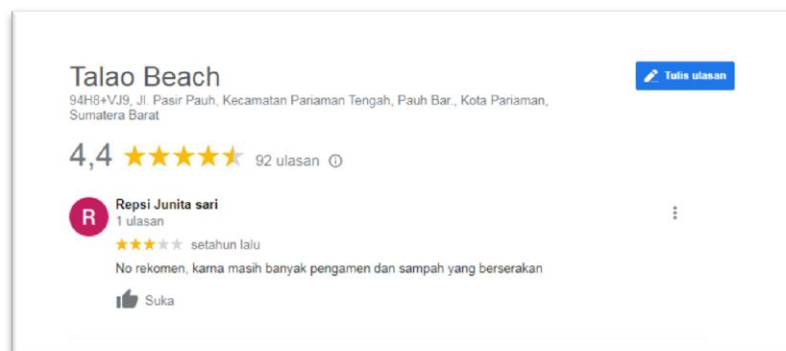 Talao Beach
Tulis ulasan
94H8+VJ9, Jl. Pasir Pauh, Kecamatan Pariaman Tengah, Pauh Bar., Kota Pariaman,
Sumatera Barat
4,4 92 ulasan
R
Repsi Junita sari
1 ulasan
setahun lalu
No rekomen, karna masih banyak pengamen dan sampah yang berserakan
Suka